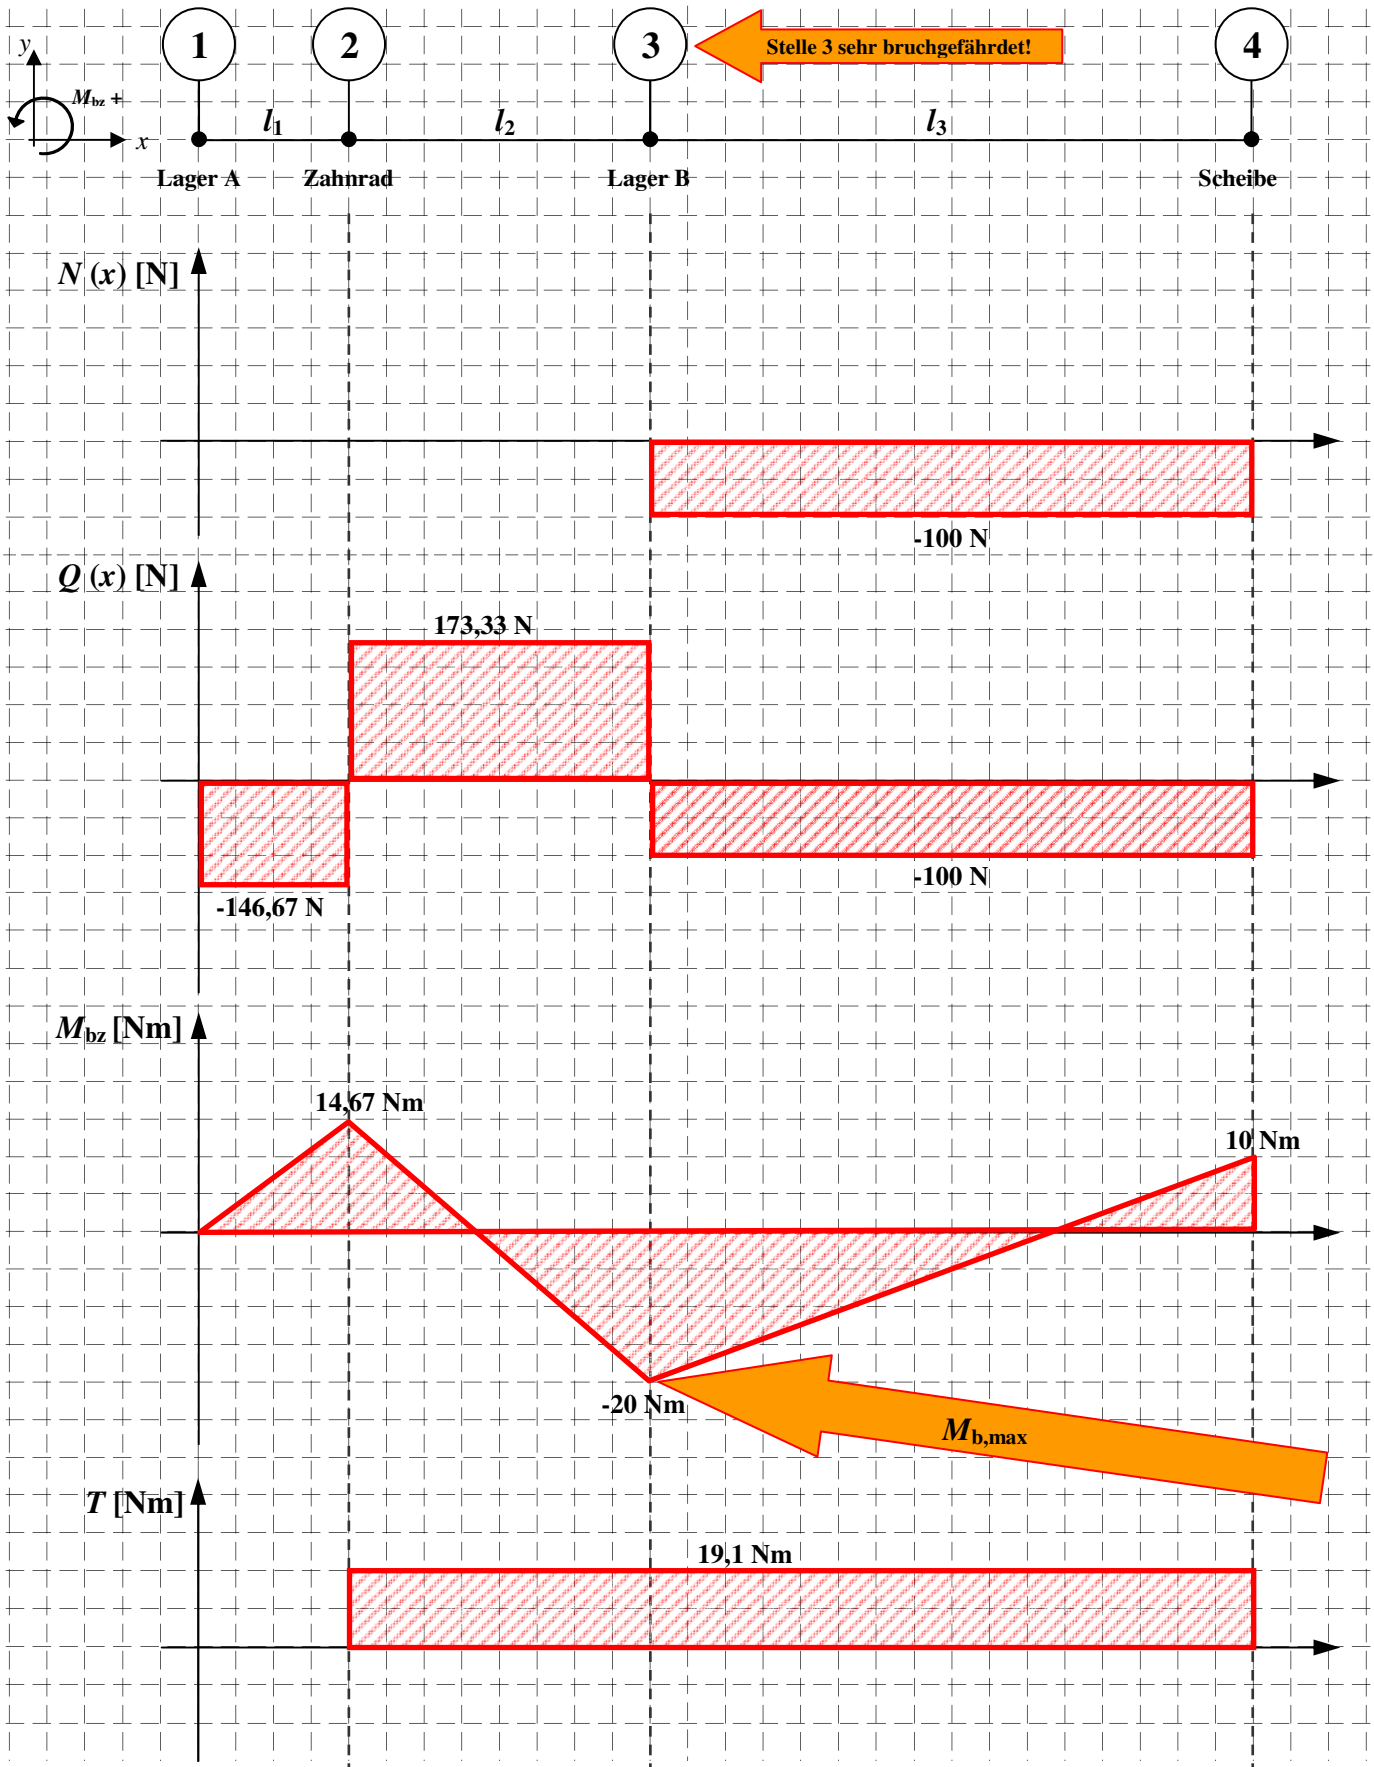 1 2 3 Stelle 3 sehr bruchgefährdet! 4
y
Mbz +
x
l1 l2 l3
Lager A Zahnrad Lager B Scheibe
N (x) [N]
-100 N
Q (x) [N]
173,33 N
-100 N
-146,67 N
Mbz [Nm]
14,67 Nm
10 Nm
-20 Nm
Mb,max
T [Nm]
19,1 Nm